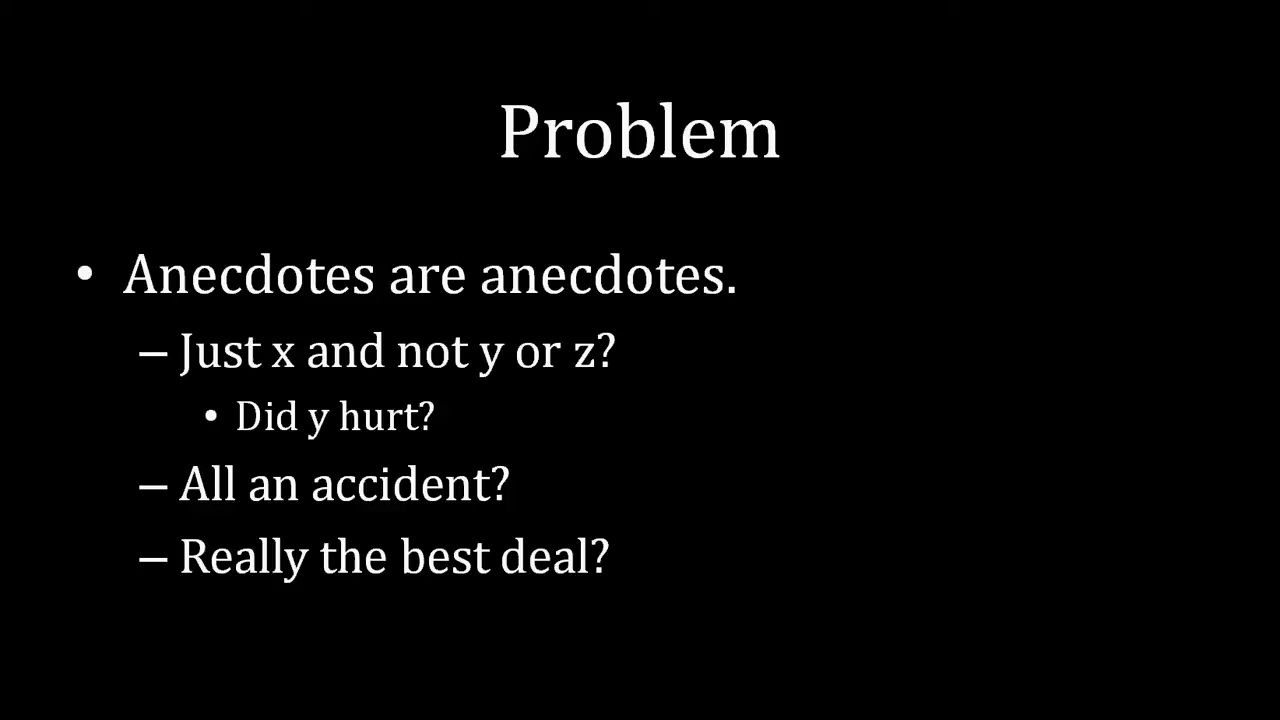 Problem
• Anecdotes are anecdotes.
– Just x and not y or z?
• Did y hurt?
– All an accident?
– Really the best deal?